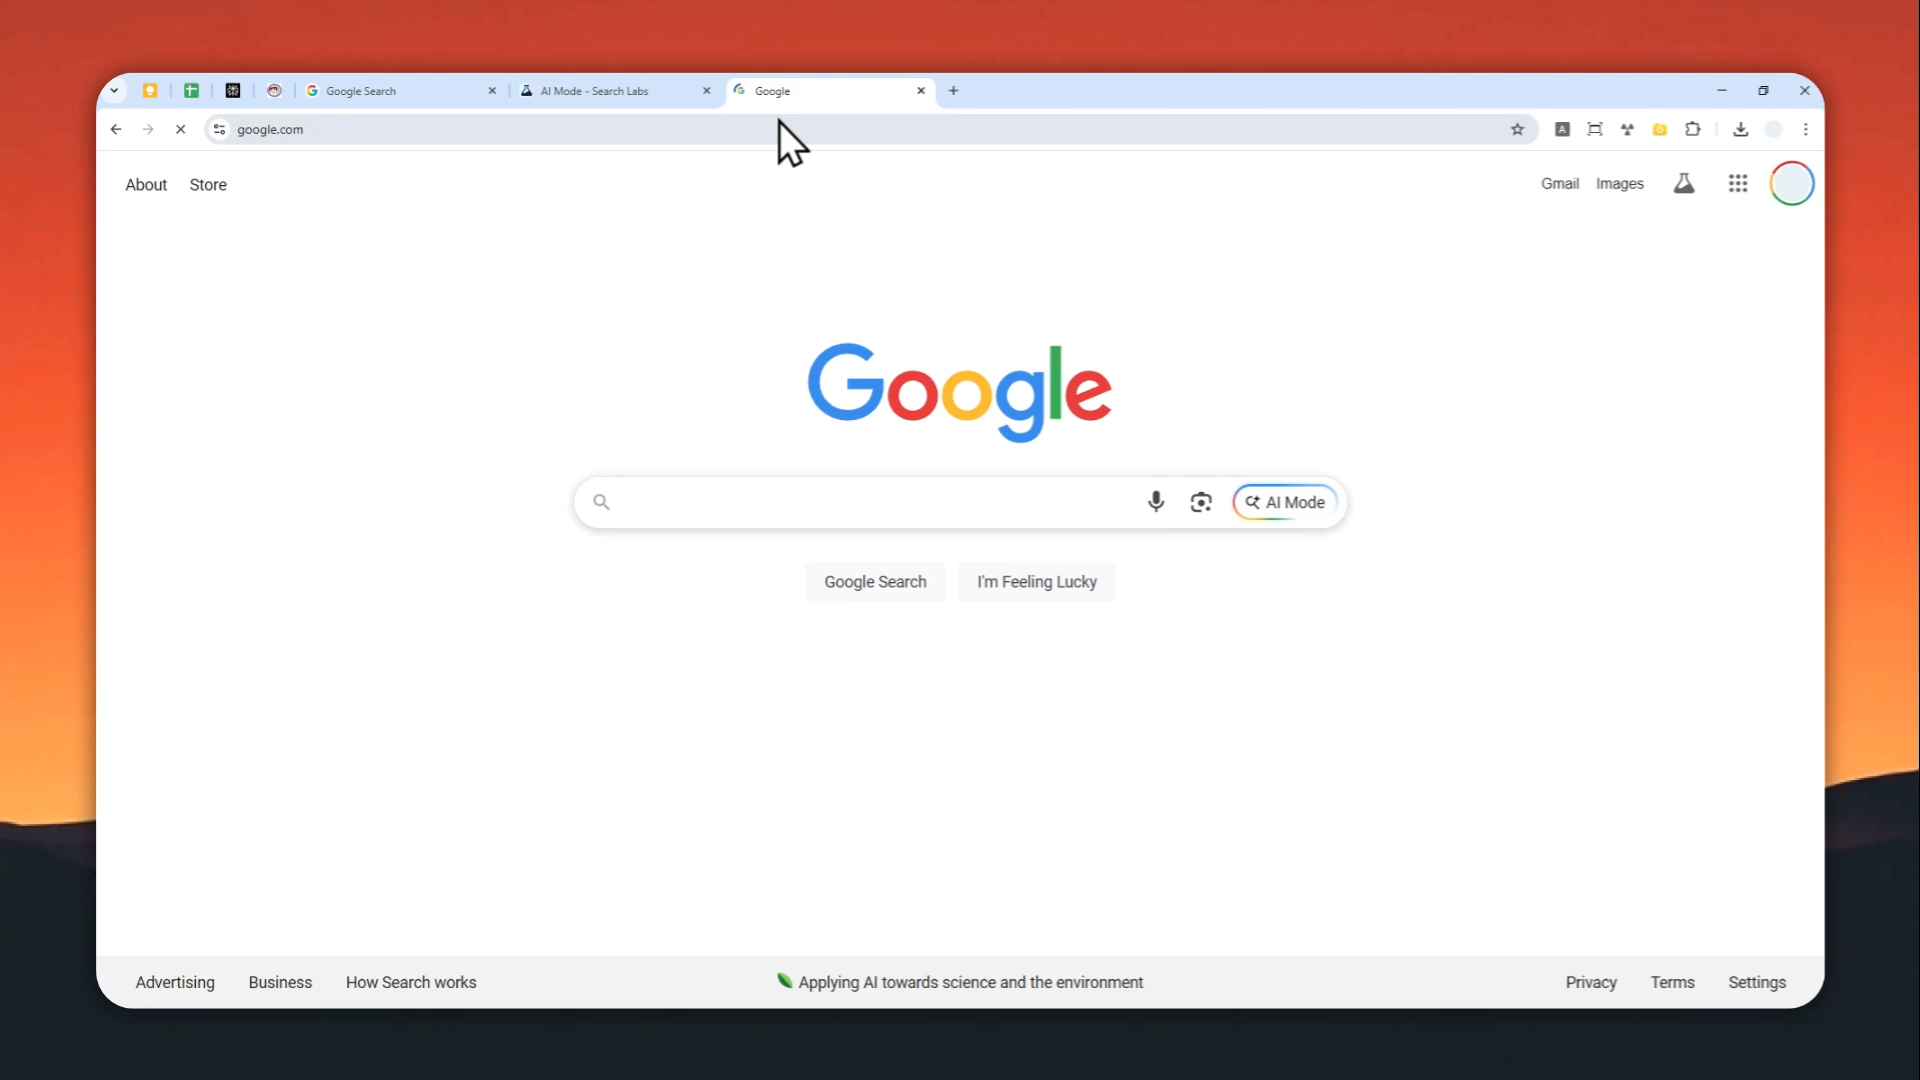 Google Search
AI Mode - Search Labs
Google
google.com
A
About
Store
Gmail
Images
Google
AI Mode
Google Search
I'm Feeling Lucky
Advertising
Business
How Search works
Applying AI towards science and the environment
Privacy
Terms
Settings